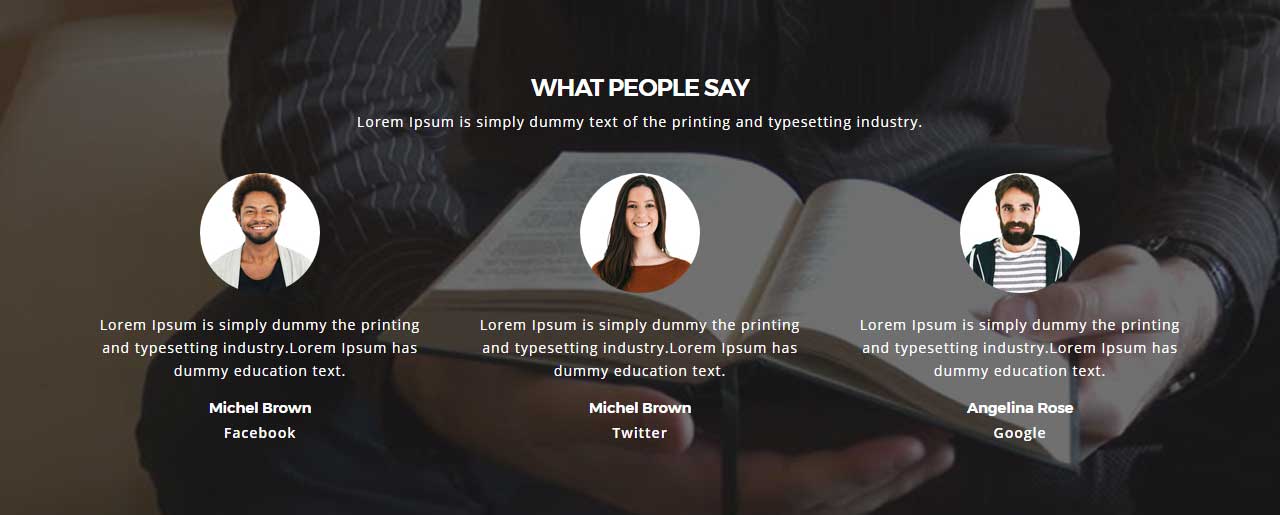 WHAT PEOPLE SAY
Lorem Ipsum is simply dummy text of the printing and typesetting industry.
Lorem Ipsum is simply dummy the printing
and typesetting industry.Lorem Ipsum has
dummy education text.
Michel Brown
Facebook
Lorem Ipsum is simply dummy the printing
and typesetting industry.Lorem Ipsum has
dummy education text.
Michel Brown
Twitter
Lorem Ipsum is simply dummy the printing
and typesetting industry.Lorem Ipsum has
dummy education text.
Angelina Rose
Google